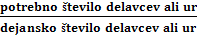 potrebno število delavcev ali ur
dejansko število delavcev ali ur